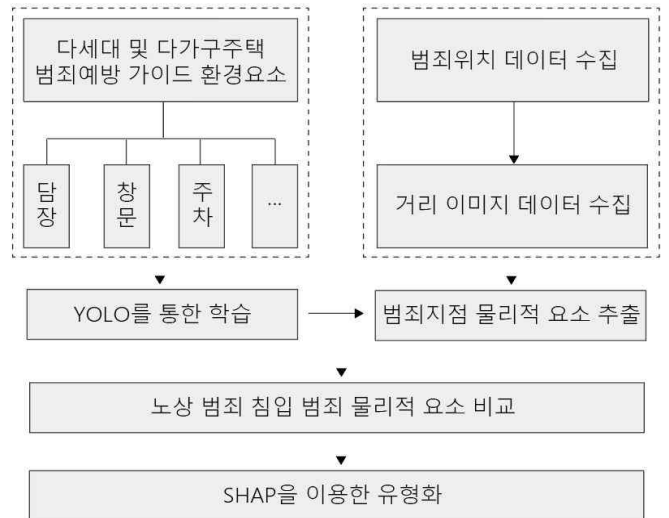 다세대 및 다가구주택
범죄예방 가이드 환경요소
담장
창문
주차
...
범죄위치 데이터 수집
거리 이미지 데이터 수집
YOLO를 통한 학습
범죄지점 물리적 요소 추출
노상 범죄 침입 범죄 물리적 요소 비교
SHAP을 이용한 유형화